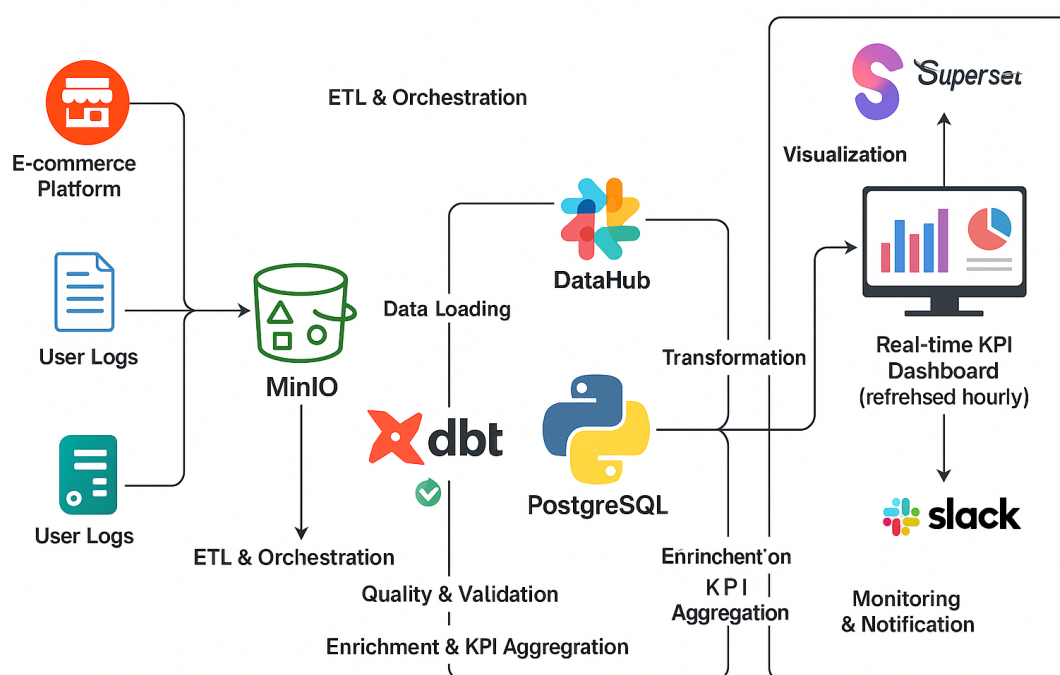 ETL & Orchestration
E-commerce
Platform
User Logs
User Logs
MinIO
ETL & Orchestration
Data Loading
dbt
Quality & Validation
Enrichment & KPI Aggregration
DataHub
PostgreSQL
Transformation
Enrinchent'on
KPI
Aggregation
Superset
Visualization
Real-time KPI
Dashboard
(refrehsed hourly)
slack
Monitoring
& Notification